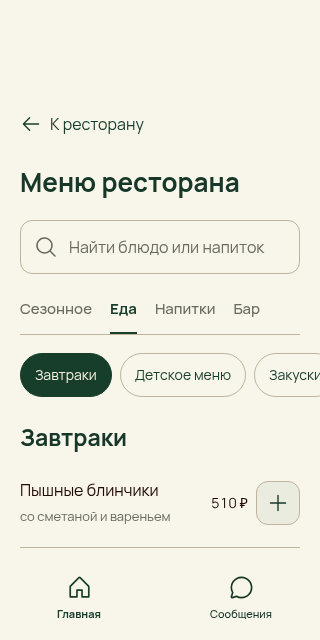 К ресторану
Меню ресторана
Найти блюдо или напиток
Сезонное Еда Напитки Бар
Завтраки Детское меню Закуски
Завтраки
Пышные блинчики
510 ₽
со сметаной и вареньем
Главная Сообщения